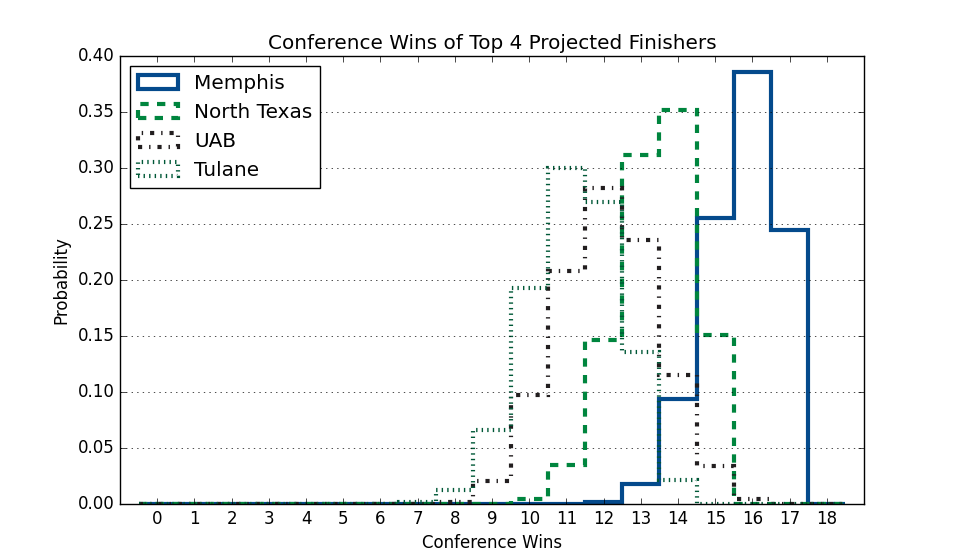 Conference Wins of Top 4 Projected Finishers
Memphis
North Texas
UAB
Tulane
0.40
0.35
0.30
0.25
0.20
0.15
0.10
0.05
0.00
Probability
0 1 2 3 4 5 6 7 8 9 10 11 12 13 14 15 16 17 18
Conference Wins